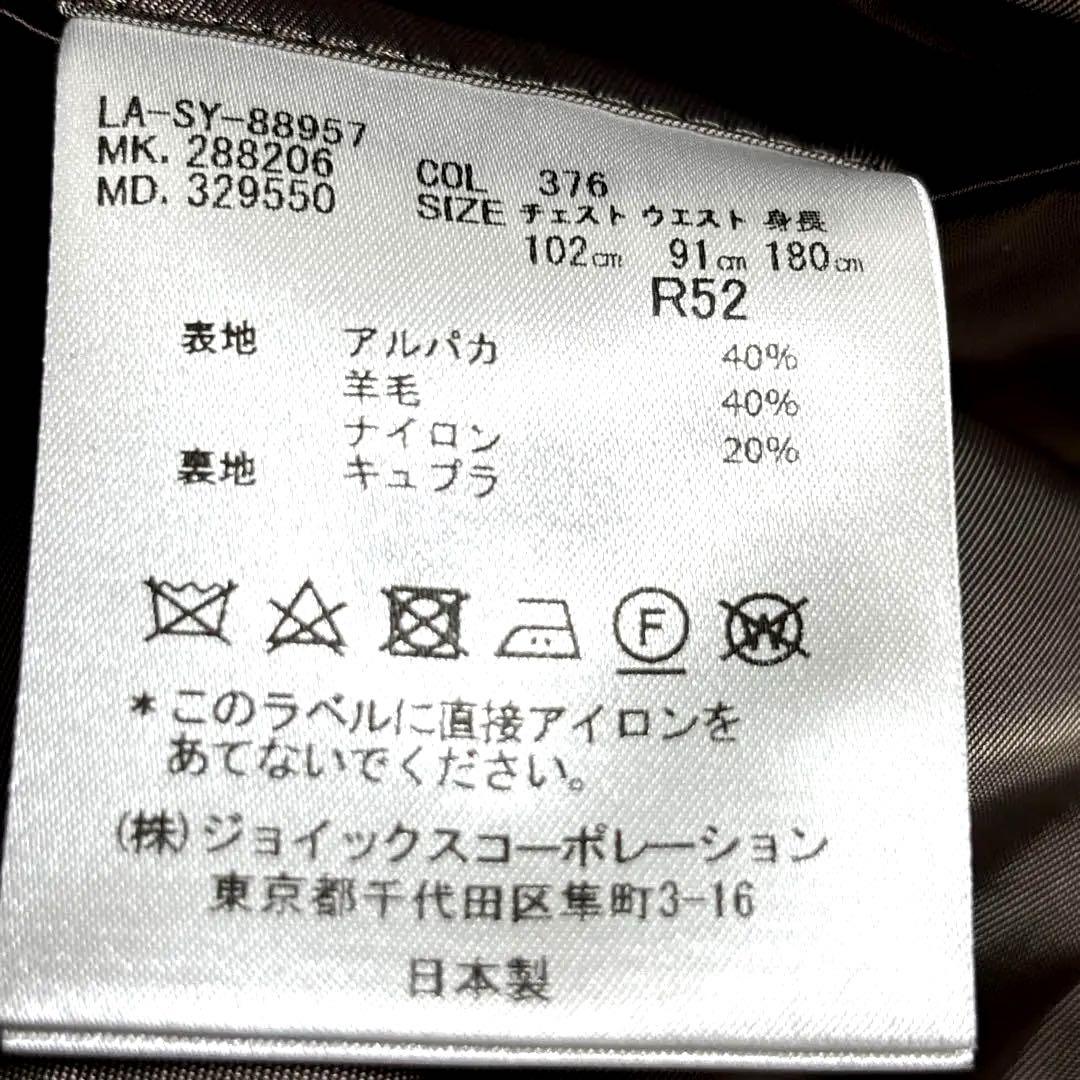 LA-SY-88957
MK. 288206
MD. 329550
COL 376
SIZE チェスト ウエスト 身長
102cm 91cm 180cm
R52
表地 アルパカ 40%
羊毛 40%
ナイロン 20%
裏地 キュプラ
F
W
*このラベルに直接アイロンを
あてないでください。
(株)ジョイックスコーポレーション
東京都千代田区隼町3-16
日本製